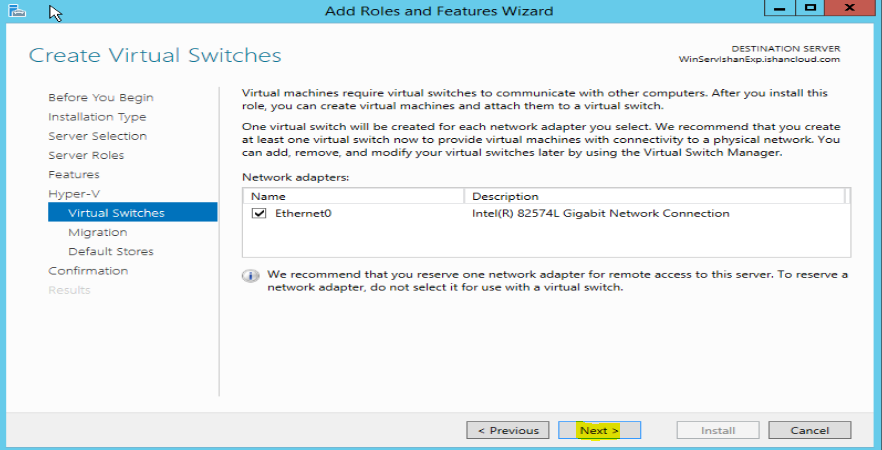 Add Roles and Features Wizard
Create Virtual Switches
DESTINATION SERVER
WinServIshanExp.ishancloud.com
Before You Begin
Installation Type
Server Selection
Server Roles
Features
Hyper-V
Virtual Switches
Migration
Default Stores
Confirmation
Results
Virtual machines require virtual switches to communicate with other computers. After you install this
role, you can create virtual machines and attach them to a virtual switch.
One virtual switch will be created for each network adapter you select. We recommend that you create
at least one virtual switch now to provide virtual machines with connectivity to a physical network. You
can add, remove, and modify your virtual switches later by using the Virtual Switch Manager.
Network adapters:
Name Description
Ethernet0 Intel(R) 82574L Gigabit Network Connection
We recommend that you reserve one network adapter for remote access to this server. To reserve a
network adapter, do not select it for use with a virtual switch.
< Previous Next > Install Cancel